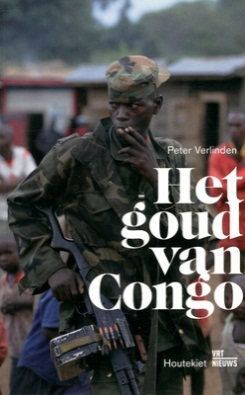 Peter Verlinden
Het
goud
van
Congo
Houtekiet
VRT
NIEUWS